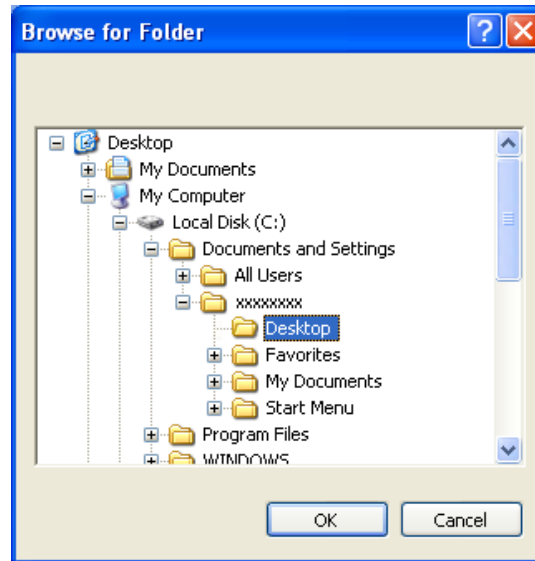 Browse for Folder
Desktop
My Documents
My Computer
Local Disk (C:)
Documents and Settings
All Users
xxxxxxxx
Desktop
Favorites
My Documents
Start Menu
Program Files
WINDOWS
OK Cancel